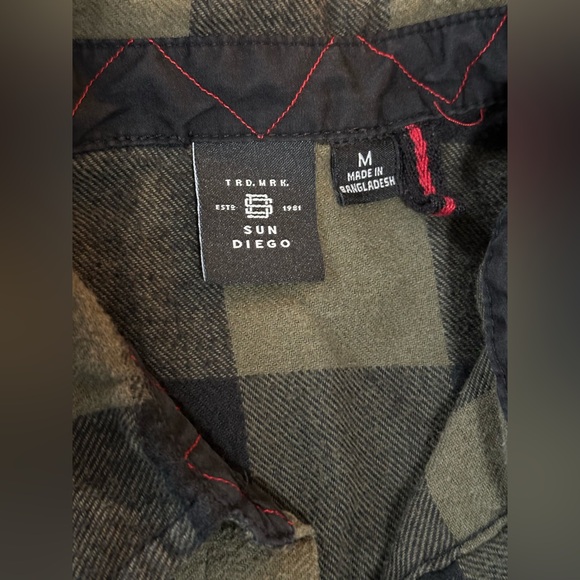 TRD. MRK.
ESTD 1981
SUN
DIEGO
M
MADE IN
BANGLADESH